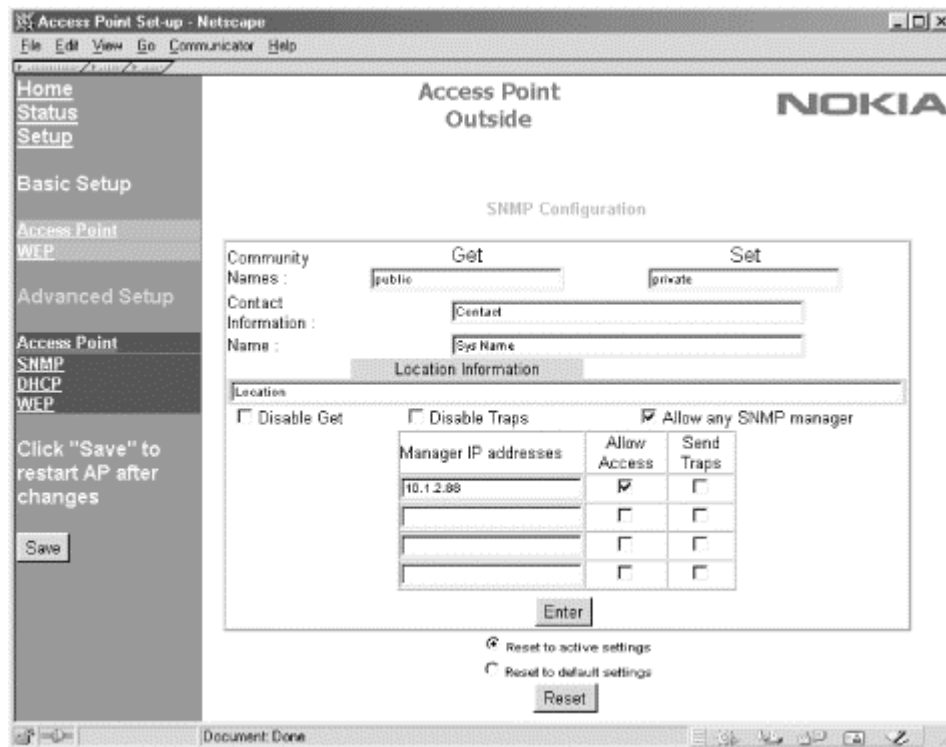 Access Point Set-up - Netscape
File Edit View Go Communicator Help
Home
Status
Setup
Basic Setup
Access Point
WEP
Advanced Setup
Access Point
SNMP
DHCP
WEP
Click "Save" to
restart AP after
changes
Save
Access Point
Outside
NOKIA
SNMP Configuration
Community
Names :
Get
Set
public
private
Contact
Information :
Contact
Name :
Sys Name
Location Information
Location
Disable Get
Disable Traps
Allow any SNMP manager
Manager IP addresses
Allow
Access
Send
Traps
10.1.2.88
Enter
Reset to active settings
Reset to default settings
Reset
Document: Done